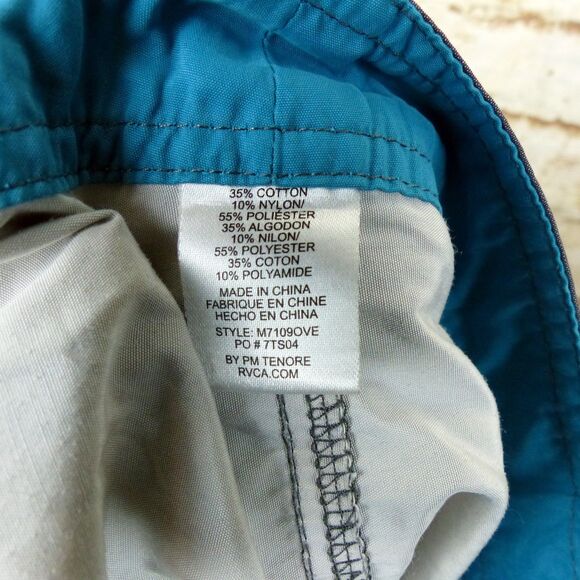 35% COTTON
10% NYLON/
55% POLIÉSTER
35% ALGODON
10% NILON/
55% POLYESTER
35% COTON
10% POLYAMIDE
MADE IN CHINA
FABRIQUE EN CHINE
HECHO EN CHINA
STYLE: M7109OVE
PO # 7TS04
BY PM TENORE
RVCA.COM